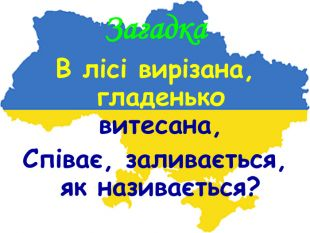 Загадка
В лісі вирізана,
гладенько
витесана,
Співає, заливається,
як називається?